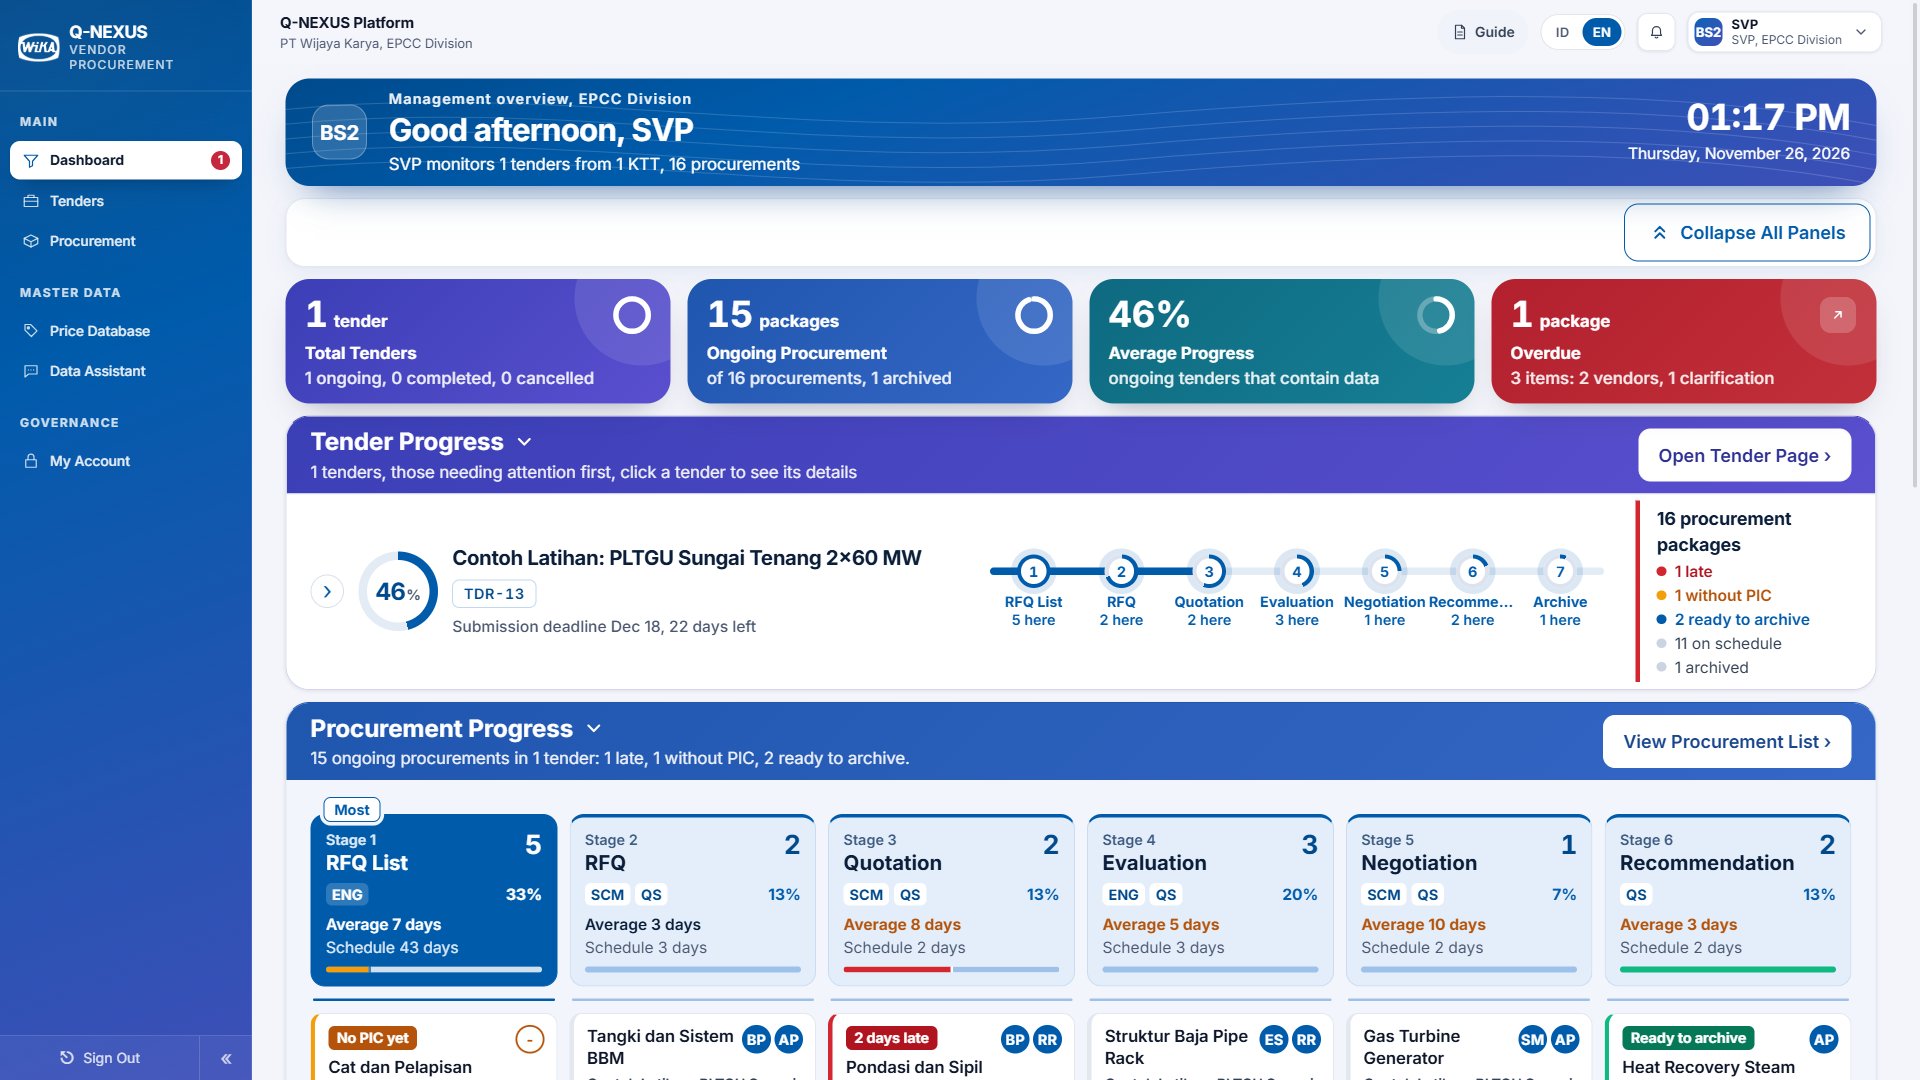 WIKA
Q-NEXUS
VENDOR
PROCUREMENT
MAIN
Dashboard
1
Tenders
Procurement
MASTER DATA
Price Database
Data Assistant
GOVERNANCE
My Account
Sign Out
«
Q-NEXUS Platform
PT Wijaya Karya, EPCC Division
Guide
ID
EN
BS2
SVP
SVP, EPCC Division
BS2
Management overview, EPCC Division
Good afternoon, SVP
SVP monitors 1 tenders from 1 KTT, 16 procurements
01:17 PM
Thursday, November 26, 2026
Collapse All Panels
1 tender
Total Tenders
1 ongoing, 0 completed, 0 cancelled
15 packages
Ongoing Procurement
of 16 procurements, 1 archived
46%
Average Progress
ongoing tenders that contain data
1 package
Overdue
3 items: 2 vendors, 1 clarification
Tender Progress
1 tenders, those needing attention first, click a tender to see its details
Open Tender Page ›
46%
Contoh Latihan: PLTGU Sungai Tenang 2×60 MW
TDR-13
Submission deadline Dec 18, 22 days left
1
RFQ List
5 here
2
RFQ
2 here
3
Quotation
2 here
4
Evaluation
3 here
5
Negotiation
1 here
6
Recomme...
2 here
7
Archive
1 here
16 procurement
packages
1 late
1 without PIC
2 ready to archive
11 on schedule
1 archived
Procurement Progress
15 ongoing procurements in 1 tender: 1 late, 1 without PIC, 2 ready to archive.
View Procurement List ›
Most
Stage 1
RFQ List
5
ENG
33%
Average 7 days
Schedule 43 days
Stage 2
RFQ
2
SCM QS
13%
Average 3 days
Schedule 3 days
Stage 3
Quotation
2
SCM QS
13%
Average 8 days
Schedule 2 days
Stage 4
Evaluation
3
ENG QS
20%
Average 5 days
Schedule 3 days
Stage 5
Negotiation
1
SCM QS
7%
Average 10 days
Schedule 2 days
Stage 6
Recommendation
2
QS
13%
Average 3 days
Schedule 2 days
No PIC yet
-
Cat dan Pelapisan
Tangki dan Sistem
BBM
BP AP
2 days late
BP RR
Pondasi dan Sipil
Struktur Baja Pipe
Rack
ES RR
Gas Turbine
Generator
SM AP
Ready to archive
AP
Heat Recovery Steam